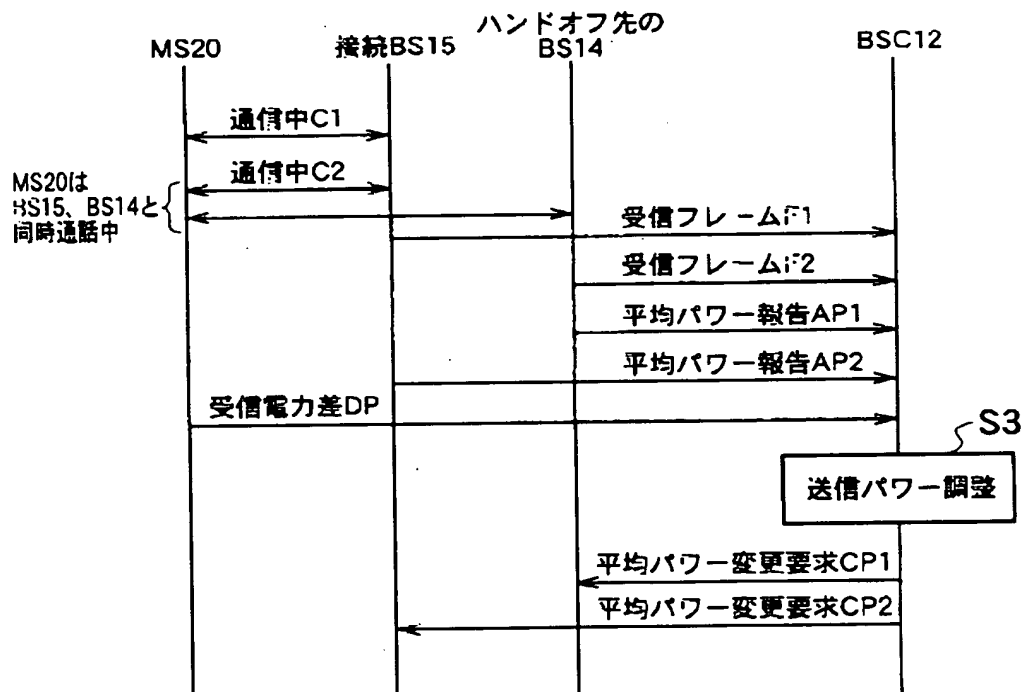 MS20
接続BS15
ハンドオフ先の
BS14
BSC12
通信中C1
通信中C2
MS20は
BS15、BS14と
同時通話中
受信フレームF1
受信フレームF2
平均パワー報告AP1
平均パワー報告AP2
受信電力差DP
S3
送信パワー調整
平均パワー変更要求CP1
平均パワー変更要求CP2